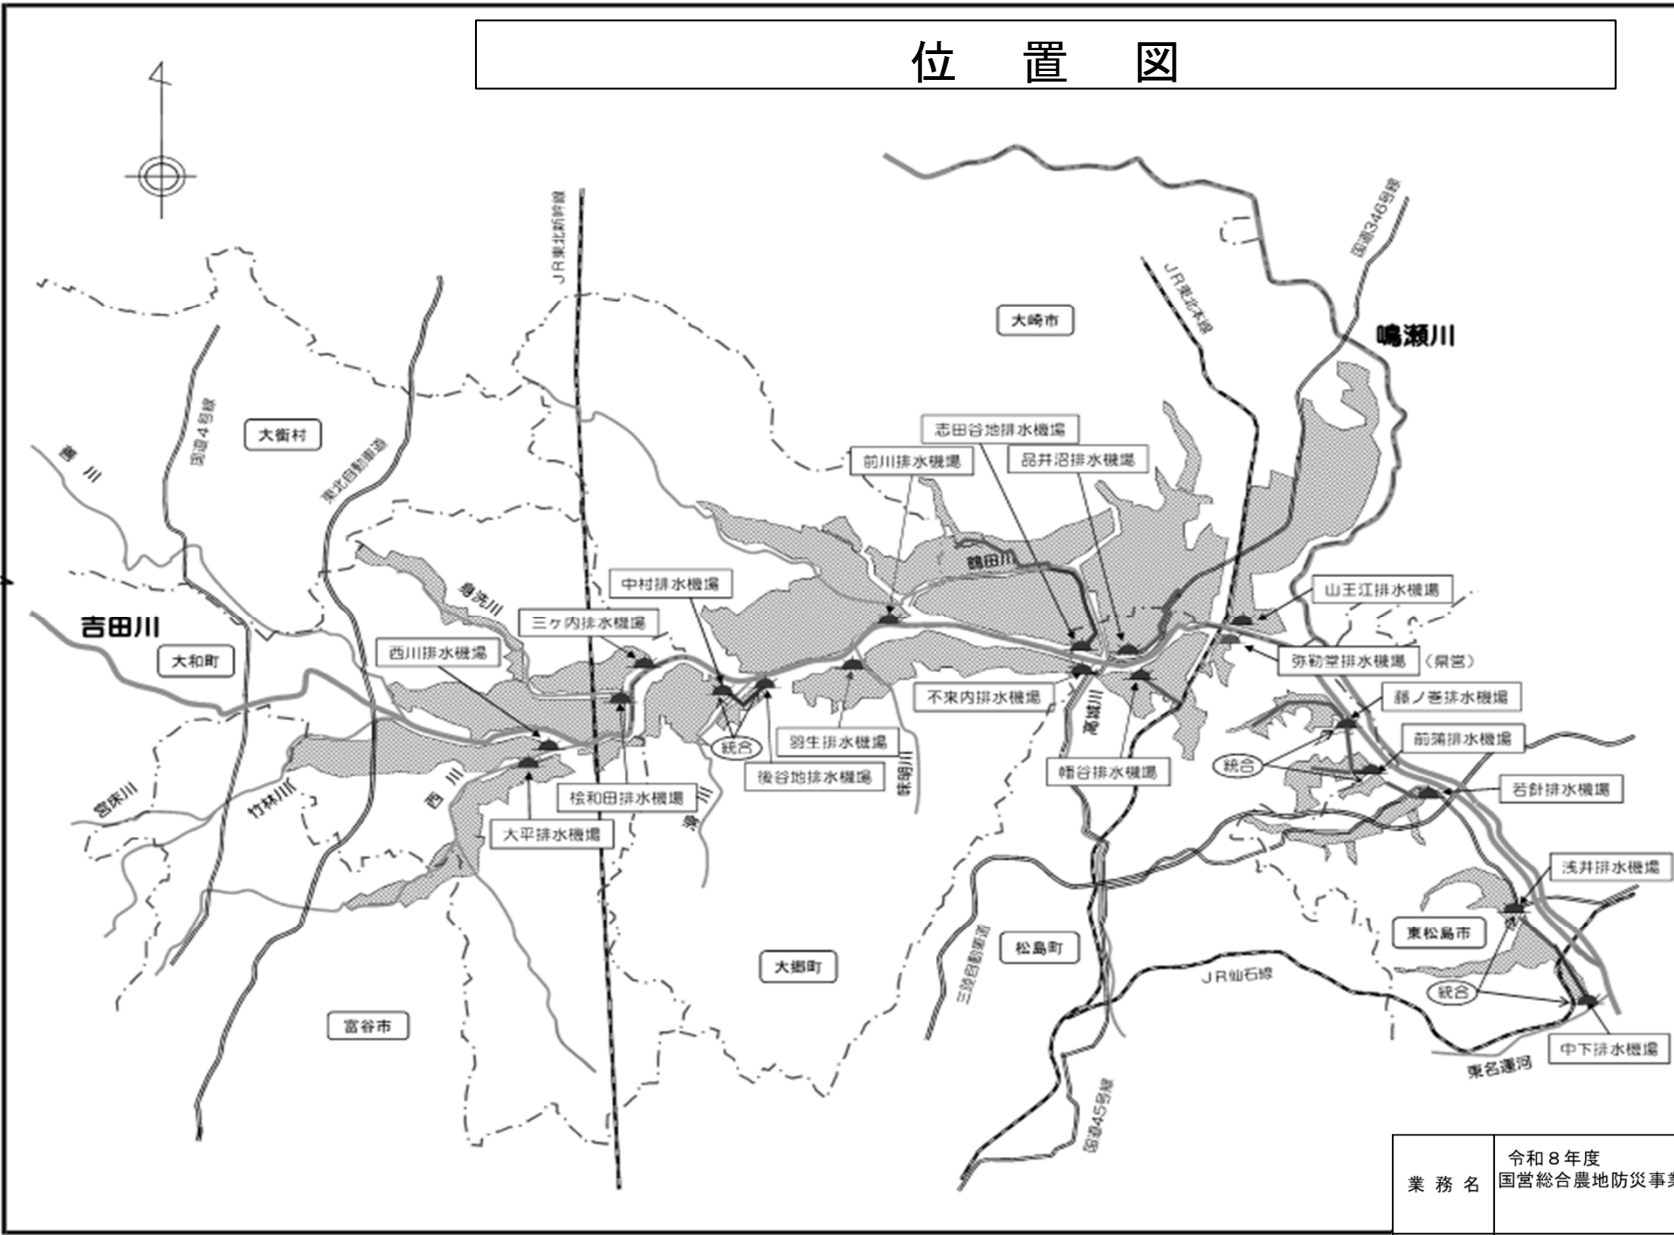 位置図
JR東北新幹線
国道346号線
JR東北本線
大崎市
鳴瀬川
国道4号線
大衡村
東北自動車道
善川
志田谷地排水機場
前川排水機場
品井沼排水機場
鶴田川
身洗川
中村排水機場
三ヶ内排水機場
山王江排水機場
吉田川
大和町
西川排水機場
弥勒堂排水機場（県営）
不来内排水機場
高城川
藤ノ巻排水機場
統合
羽生排水機場
前蒲排水機場
統合
後谷地排水機場
味明川
幡谷排水機場
若針排水機場
宮床川
竹林川
西川
桧和田排水機場
滑川
大平排水機場
浅井排水機場
東松島市
松島町
大郷町
三陸自動車道
JR仙石線
統合
富谷市
中下排水機場
東名運河
国道45号線
業務名
令和8年度
国営総合農地防災事業